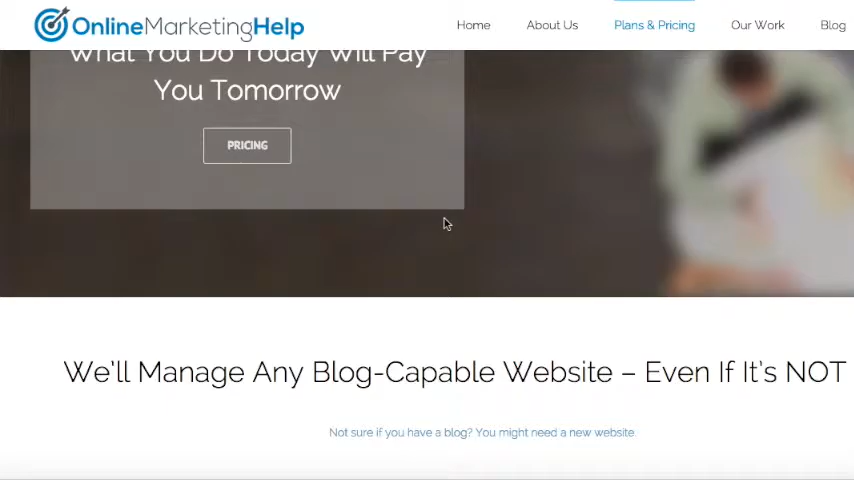 OnlineMarketingHelp
Home
About Us
Plans & Pricing
Our Work
Blog
What You Do Today Will Pay
You Tomorrow
PRICING
We'll Manage Any Blog-Capable Website – Even If It's NOT
Not sure if you have a blog? You might need a new website.